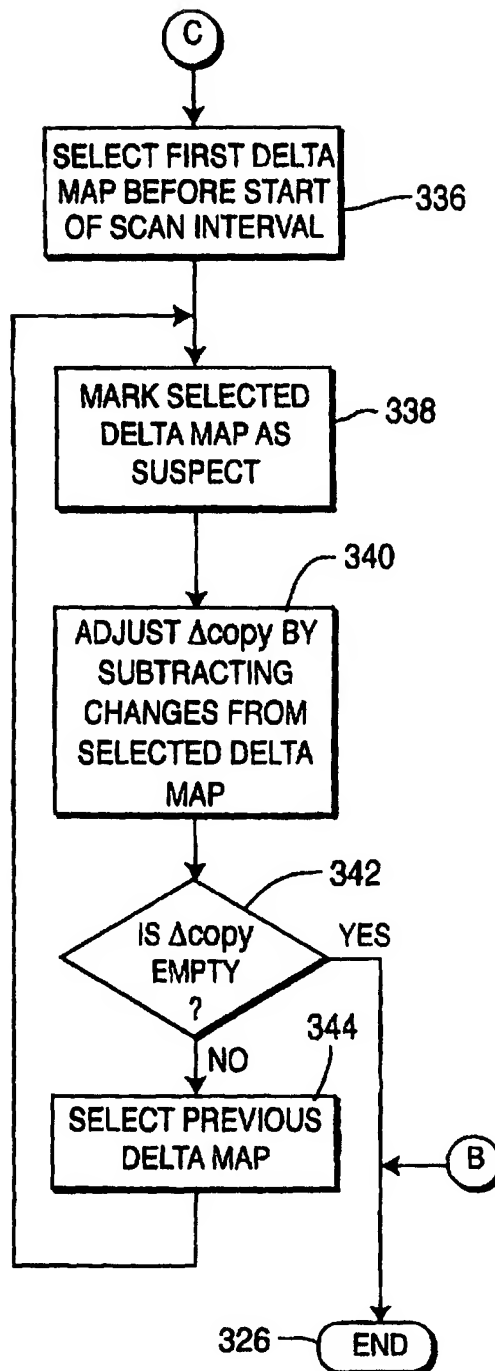 C
SELECT FIRST DELTA
MAP BEFORE START
OF SCAN INTERVAL
336
MARK SELECTED
DELTA MAP AS
SUSPECT
338
340
ADJUST Δcopy BY
SUBTRACTING
CHANGES FROM
SELECTED DELTA
MAP
342
IS Δcopy
EMPTY
?
YES
NO
344
SELECT PREVIOUS
DELTA MAP
B
326
END